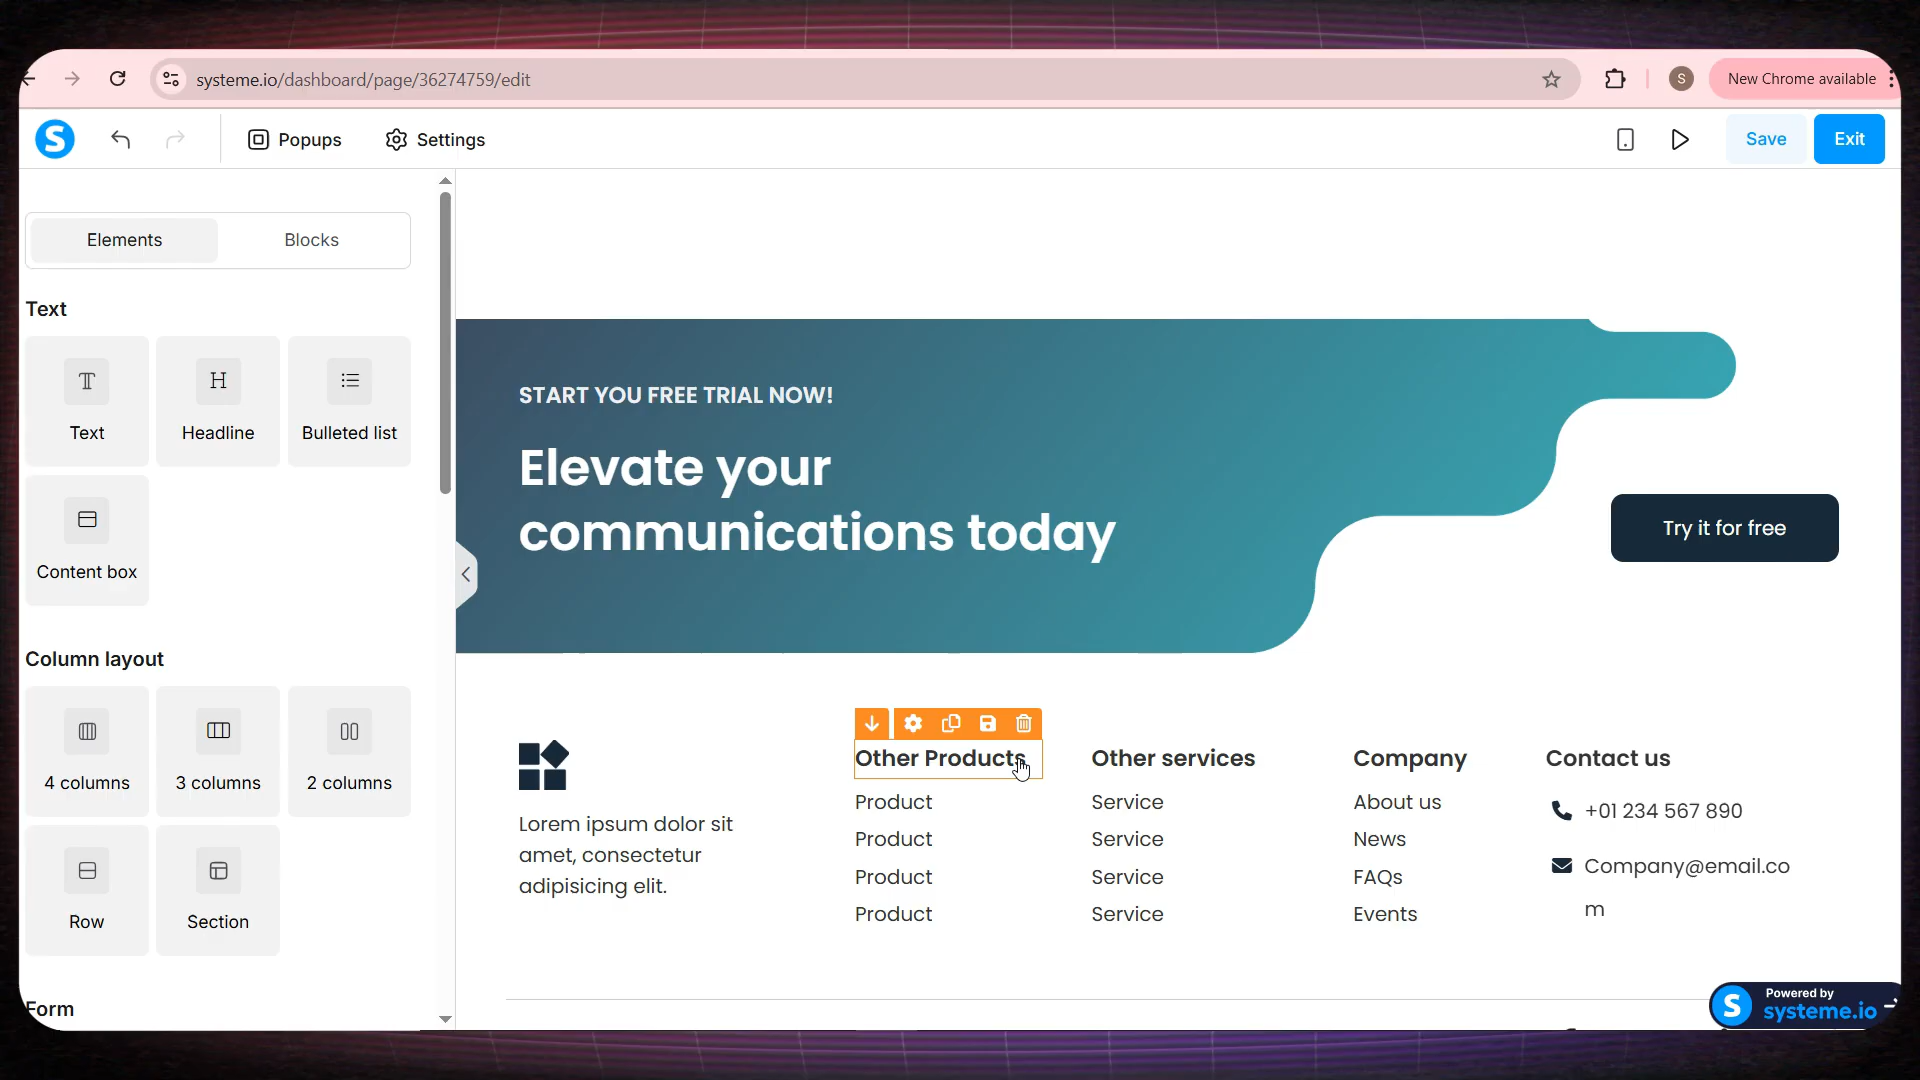 systeme.io/dashboard/page/36274759/edit
S
New Chrome available
S
Popups
Settings
Save
Exit
Elements
Blocks
Text
Text
Headline
Bulleted list
Content box
Column layout
4 columns
3 columns
2 columns
Row
Section
Form
START YOU FREE TRIAL NOW!
Elevate your
communications today
Try it for free
Lorem ipsum dolor sit
amet, consectetur
adipisicing elit.
Other Products
Product
Product
Product
Product
Other services
Service
Service
Service
Service
Company
About us
News
FAQs
Events
Contact us
+01 234 567 890
Company@email.co
m
S
Powered by
systeme.io